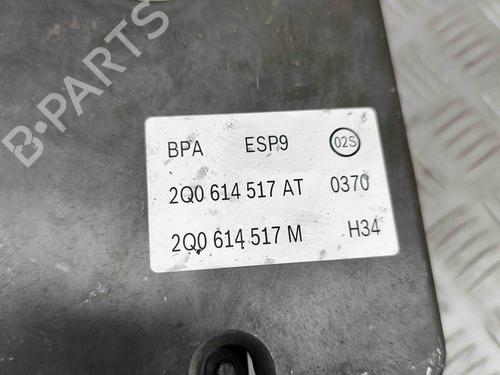 B-PARTS
BPA ESP9 02S
2Q0 614 517 AT 0370
2Q0 614 517 M H34